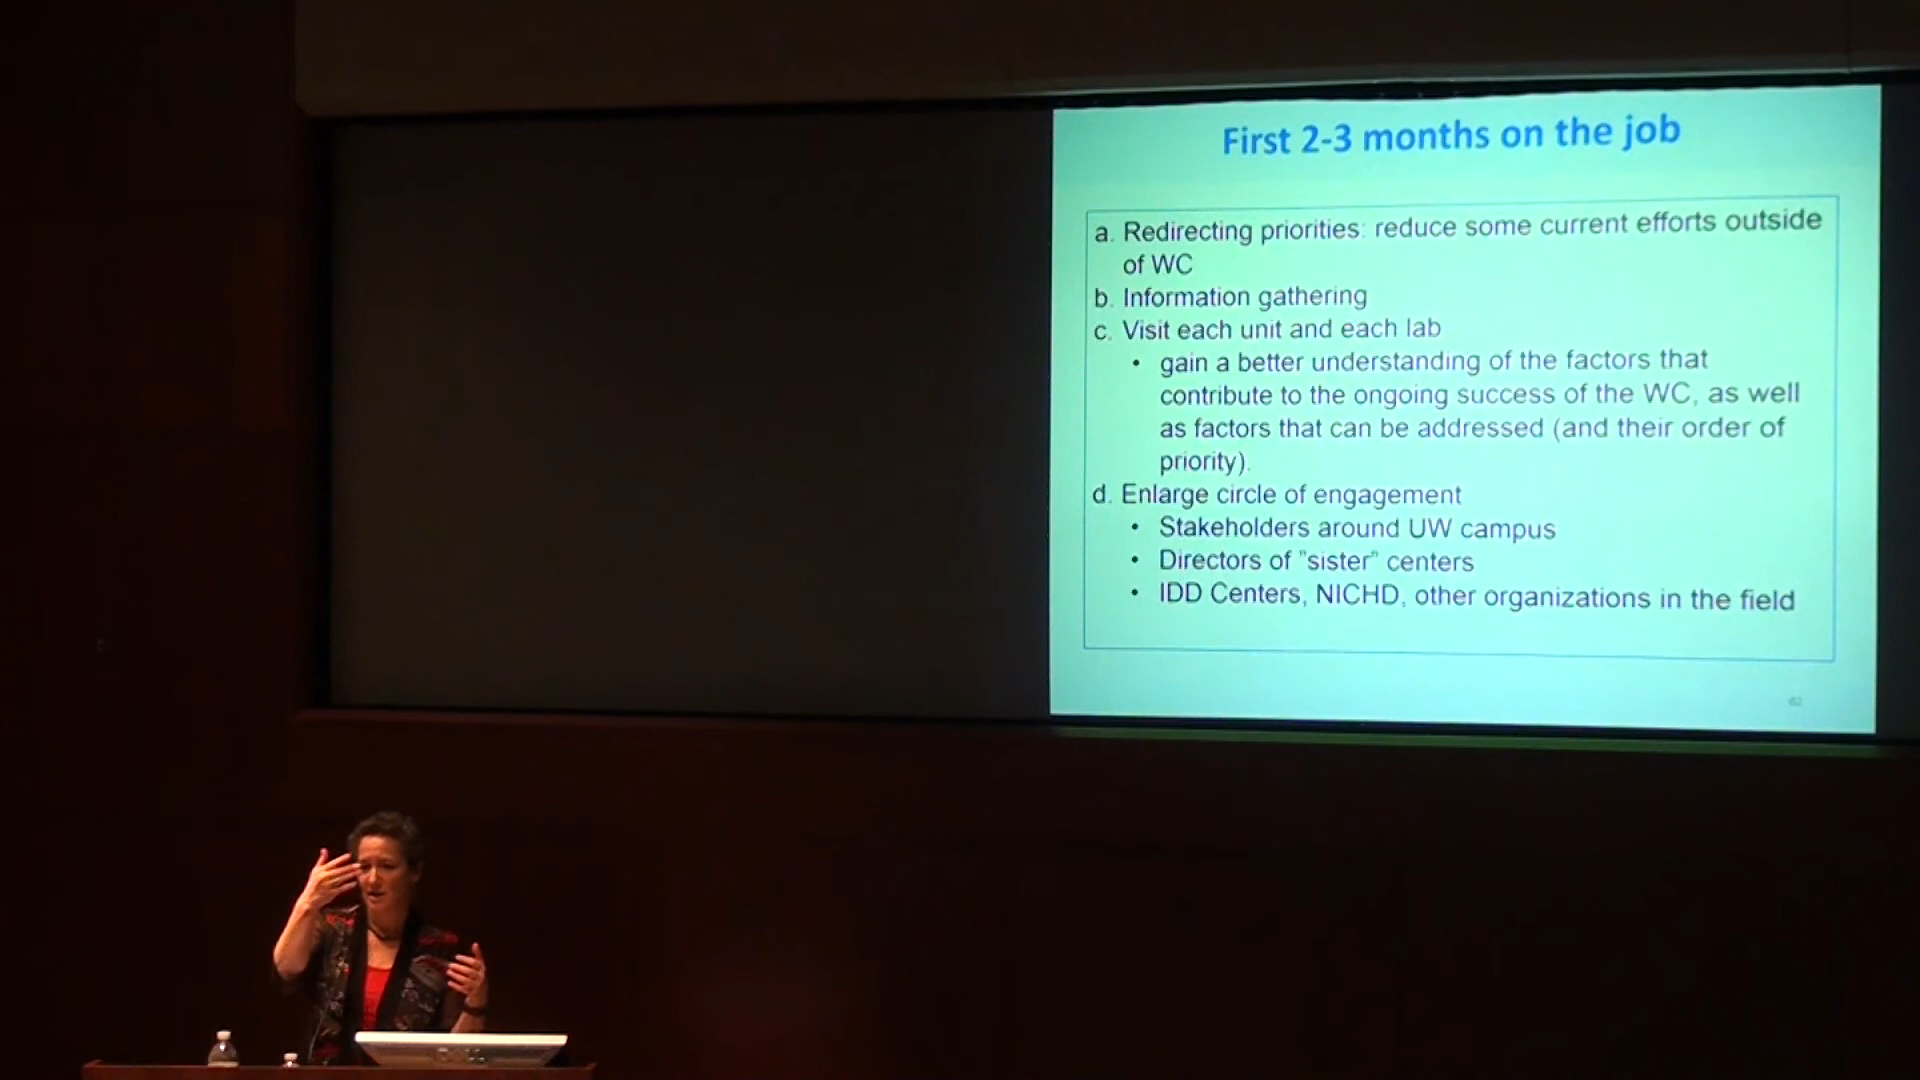 First 2-3 months on the job
a. Redirecting priorities: reduce some current efforts outside
of WC
b. Information gathering
c. Visit each unit and each lab
• gain a better understanding of the factors that
contribute to the ongoing success of the WC, as well
as factors that can be addressed (and their order of
priority).
d. Enlarge circle of engagement
• Stakeholders around UW campus
• Directors of "sister" centers
• IDD Centers, NICHD, other organizations in the field